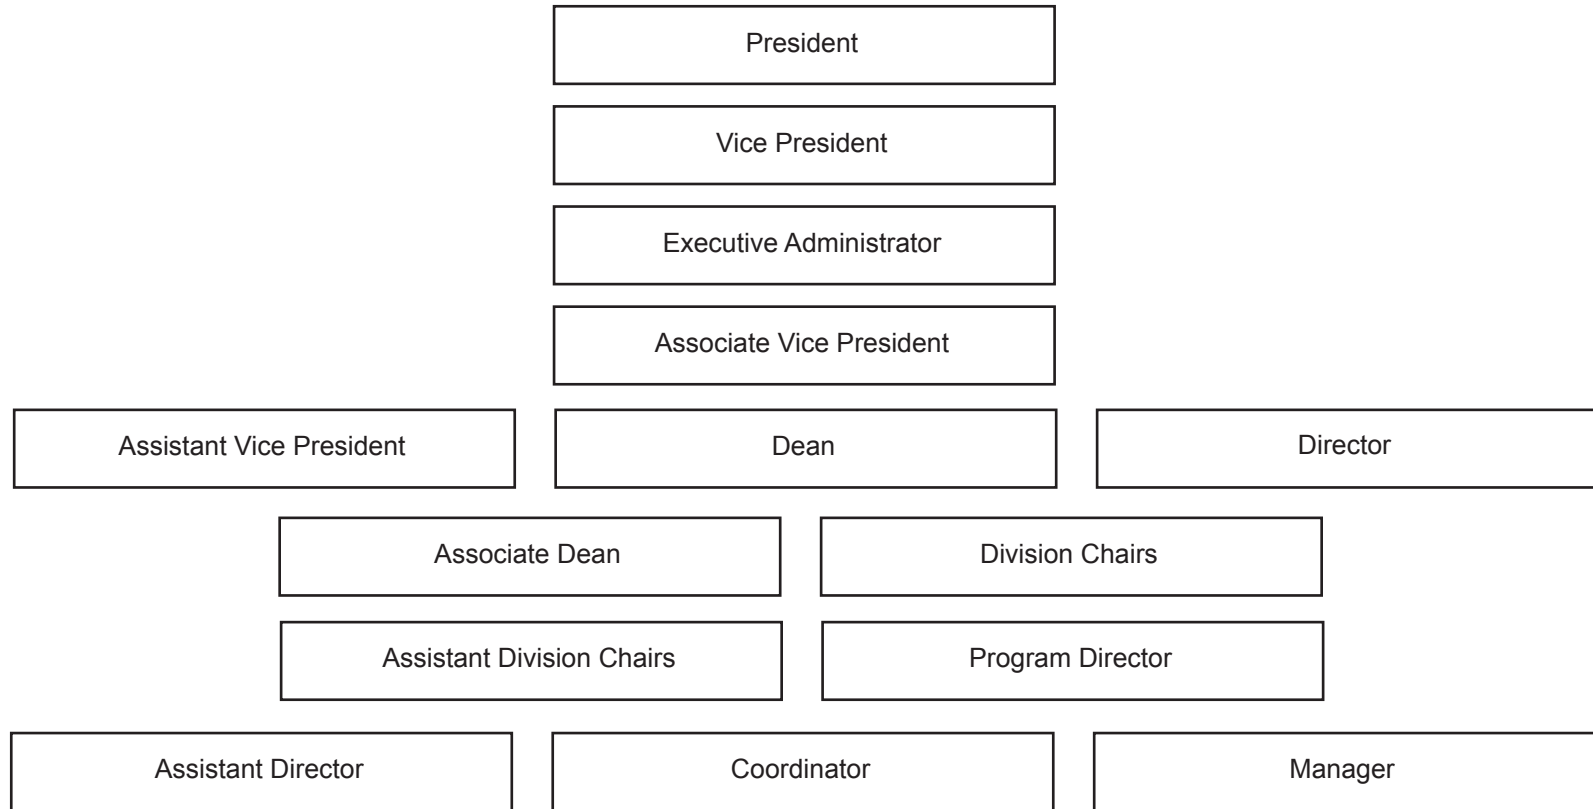 President
Vice President
Executive Administrator
Associate Vice President
Assistant Vice President
Dean
Director
Associate Dean
Division Chairs
Assistant Division Chairs
Program Director
Assistant Director
Coordinator
Manager